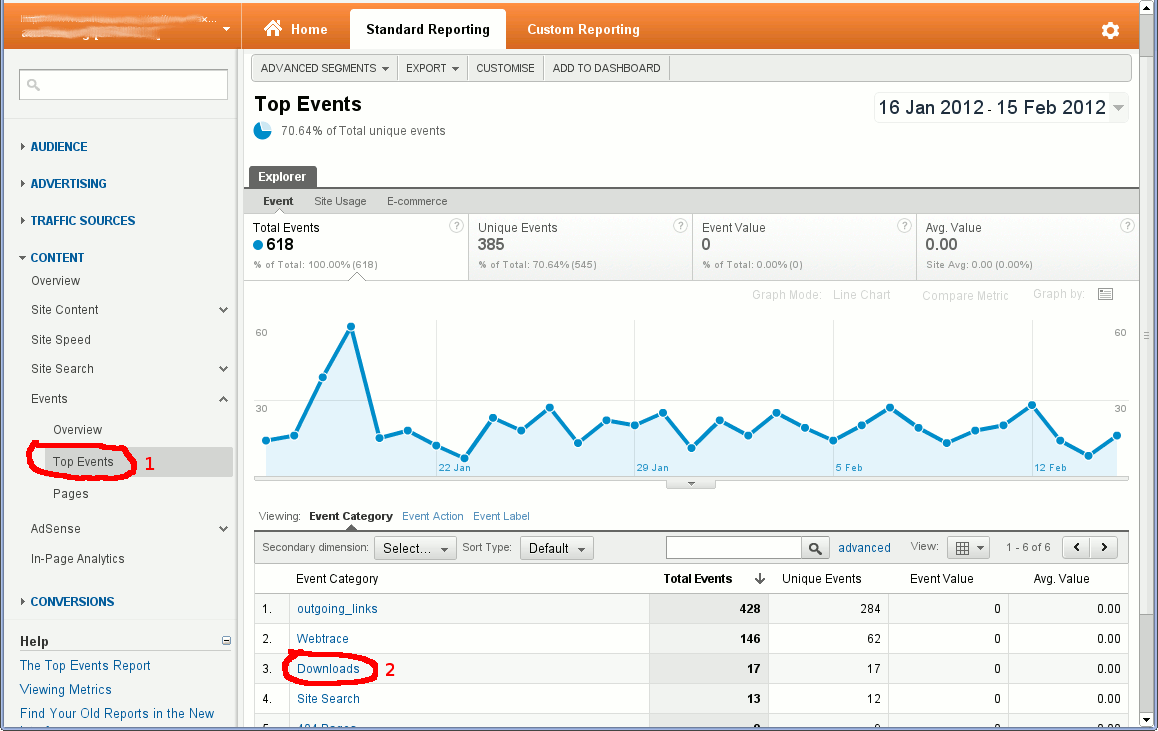 Home
Standard Reporting
Custom Reporting
ADVANCED SEGMENTS EXPORT CUSTOMISE ADD TO DASHBOARD
Top Events
16 Jan 2012 - 15 Feb 2012
70.64% of Total unique events
AUDIENCE
ADVERTISING
TRAFFIC SOURCES
CONTENT
Overview
Site Content
Site Speed
Site Search
Events
Overview
Top Events 1
Pages
AdSense
In-Page Analytics
CONVERSIONS
Help
The Top Events Report
Viewing Metrics
Find Your Old Reports in the New
Explorer
Event Site Usage E-commerce
Total Events ?
618
% of Total: 100.00% (618)
Unique Events ?
385
% of Total: 70.64% (545)
Event Value ?
0
% of Total: 0.00% (0)
Avg. Value ?
0.00
Site Avg: 0.00 (0.00%)
Graph Mode: Line Chart Compare Metric Graph by:
60 60
30 30
22 Jan 29 Jan 5 Feb 12 Feb
Viewing: Event Category Event Action Event Label
Secondary dimension: Select... Sort Type: Default advanced View: 1 - 6 of 6
Event Category Total Events Unique Events Event Value Avg. Value
1. outgoing_links 428 284 0 0.00
2. Webtrace 146 62 0 0.00
3. Downloads 2 17 17 0 0.00
4. Site Search 13 12 0 0.00
404 Pages